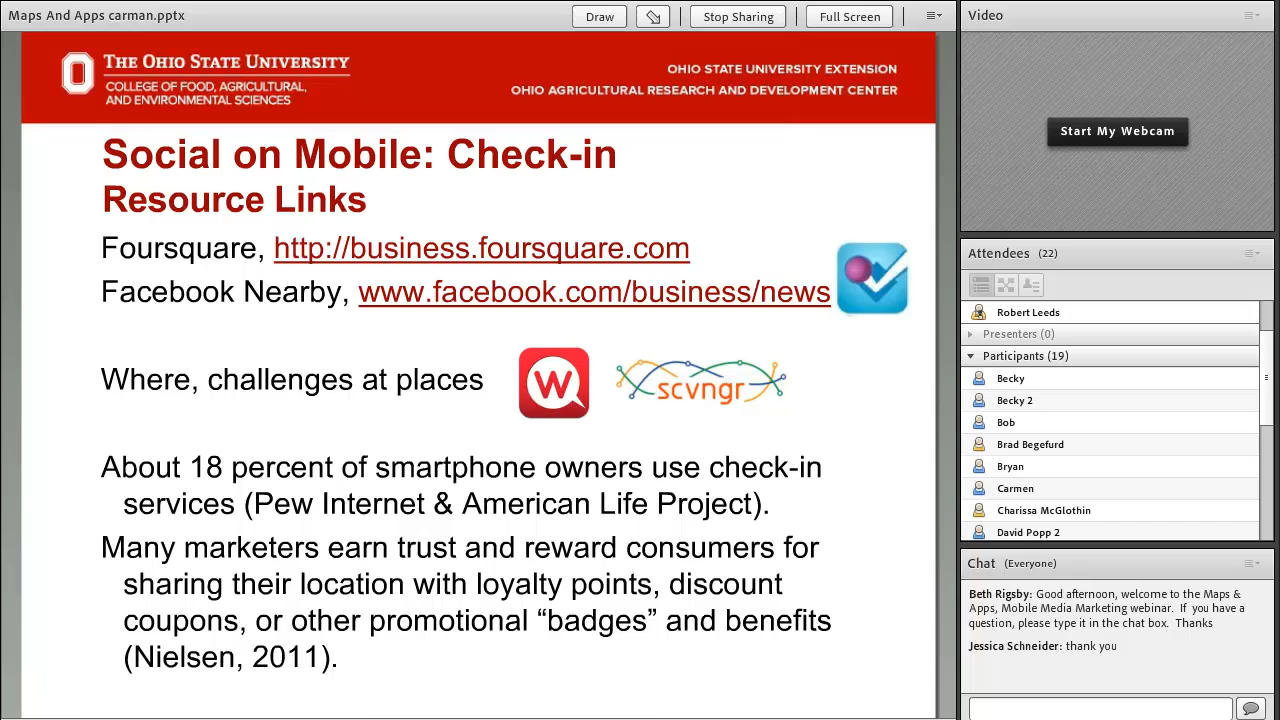 Maps And Apps carman.pptx
Draw
Stop Sharing
Full Screen
THE OHIO STATE UNIVERSITY
COLLEGE OF FOOD, AGRICULTURAL,
AND ENVIRONMENTAL SCIENCES
OHIO STATE UNIVERSITY EXTENSION
OHIO AGRICULTURAL RESEARCH AND DEVELOPMENT CENTER
Social on Mobile: Check-in
Resource Links
Foursquare, http://business.foursquare.com
Facebook Nearby, www.facebook.com/business/news
Where, challenges at places
W
scvngr
About 18 percent of smartphone owners use check-in
services (Pew Internet & American Life Project).
Many marketers earn trust and reward consumers for
sharing their location with loyalty points, discount
coupons, or other promotional “badges” and benefits
(Nielsen, 2011).
Video
Start My Webcam
Attendees (22)
Robert Leeds
Presenters (0)
Participants (19)
Becky
Becky 2
Bob
Brad Begefurd
Bryan
Carmen
Charissa McGlothin
David Popp 2
Chat (Everyone)
Beth Rigsby: Good afternoon, welcome to the Maps &
Apps, Mobile Media Marketing webinar. If you have a
question, please type it in the chat box. Thanks
Jessica Schneider: thank you